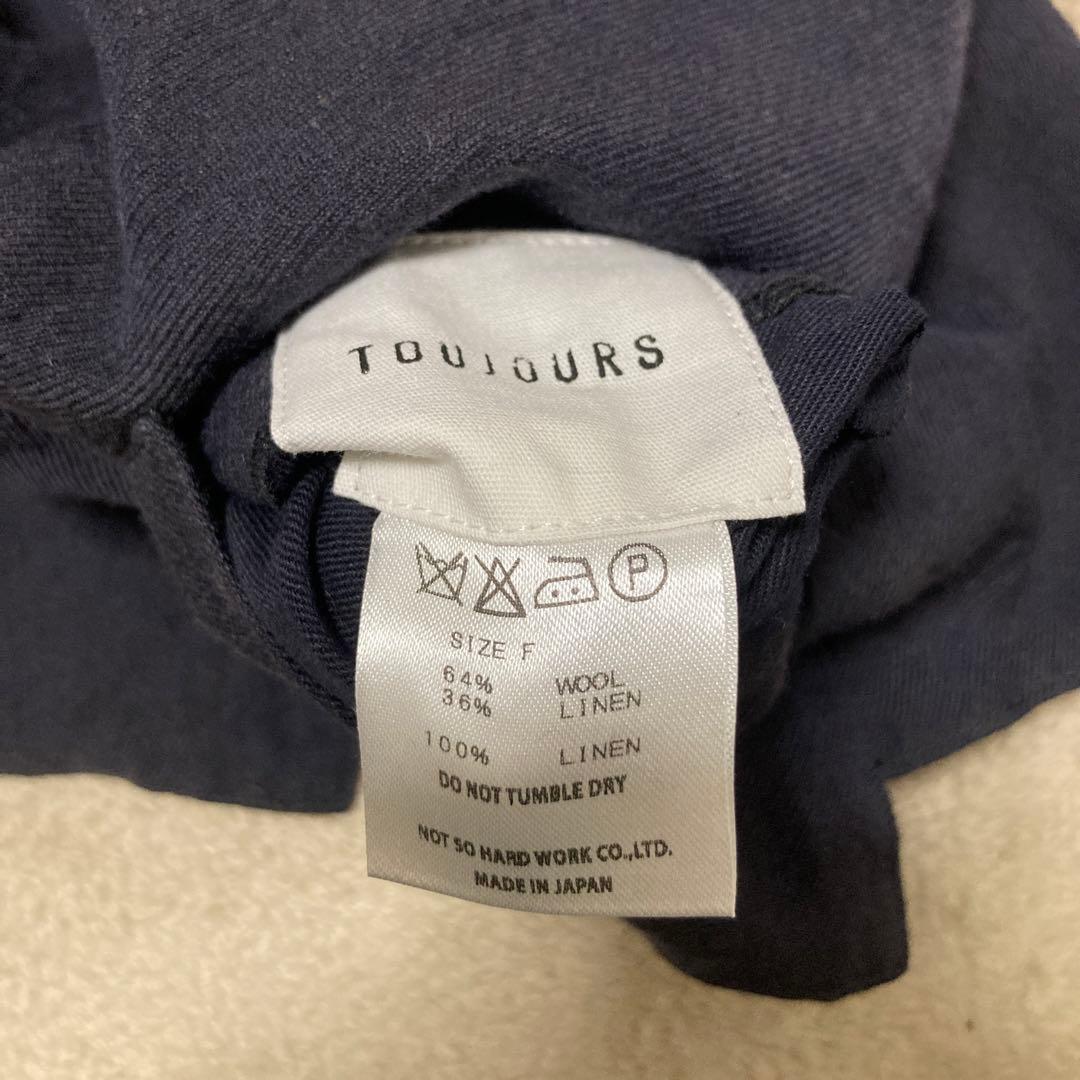 TOUJOURS
P
SIZE F
64% WOOL
36% LINEN
100% LINEN
DO NOT TUMBLE DRY
NOT SO HARD WORK CO.,LTD.
MADE IN JAPAN